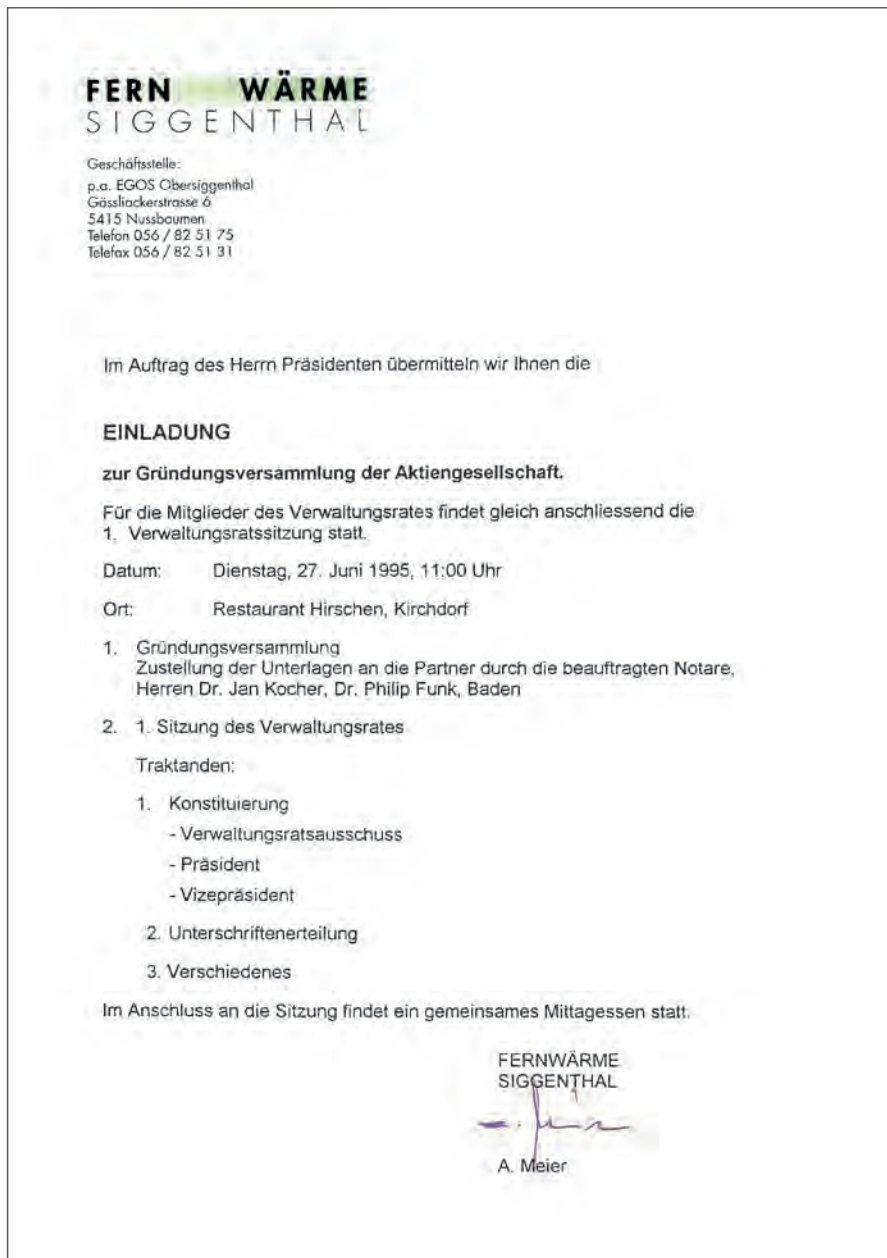 FERN WÄRME
SIGGENTHAL
Geschäftsstelle:
p.a. EGOS Obersiggenthal
Gässliackerstrasse 6
5415 Nussbaumen
Telefon 056 / 82 51 75
Telefax 056 / 82 51 31
Im Auftrag des Herrn Präsidenten übermitteln wir Ihnen die
EINLADUNG
zur Gründungsversammlung der Aktiengesellschaft.
Für die Mitglieder des Verwaltungsrates findet gleich anschliessend die
1. Verwaltungsratssitzung statt.
Datum: Dienstag, 27. Juni 1995, 11:00 Uhr
Ort: Restaurant Hirschen, Kirchdorf
1. Gründungsversammlung
Zustellung der Unterlagen an die Partner durch die beauftragten Notare,
Herren Dr. Jan Kocher, Dr. Philip Funk, Baden
2. 1. Sitzung des Verwaltungsrates
Traktanden:
1. Konstituierung
- Verwaltungsratsausschuss
- Präsident
- Vizepräsident
2. Unterschriftenerteilung
3. Verschiedenes
Im Anschluss an die Sitzung findet ein gemeinsames Mittagessen statt.
FERNWÄRME
SIGGENTHAL
A. Meier